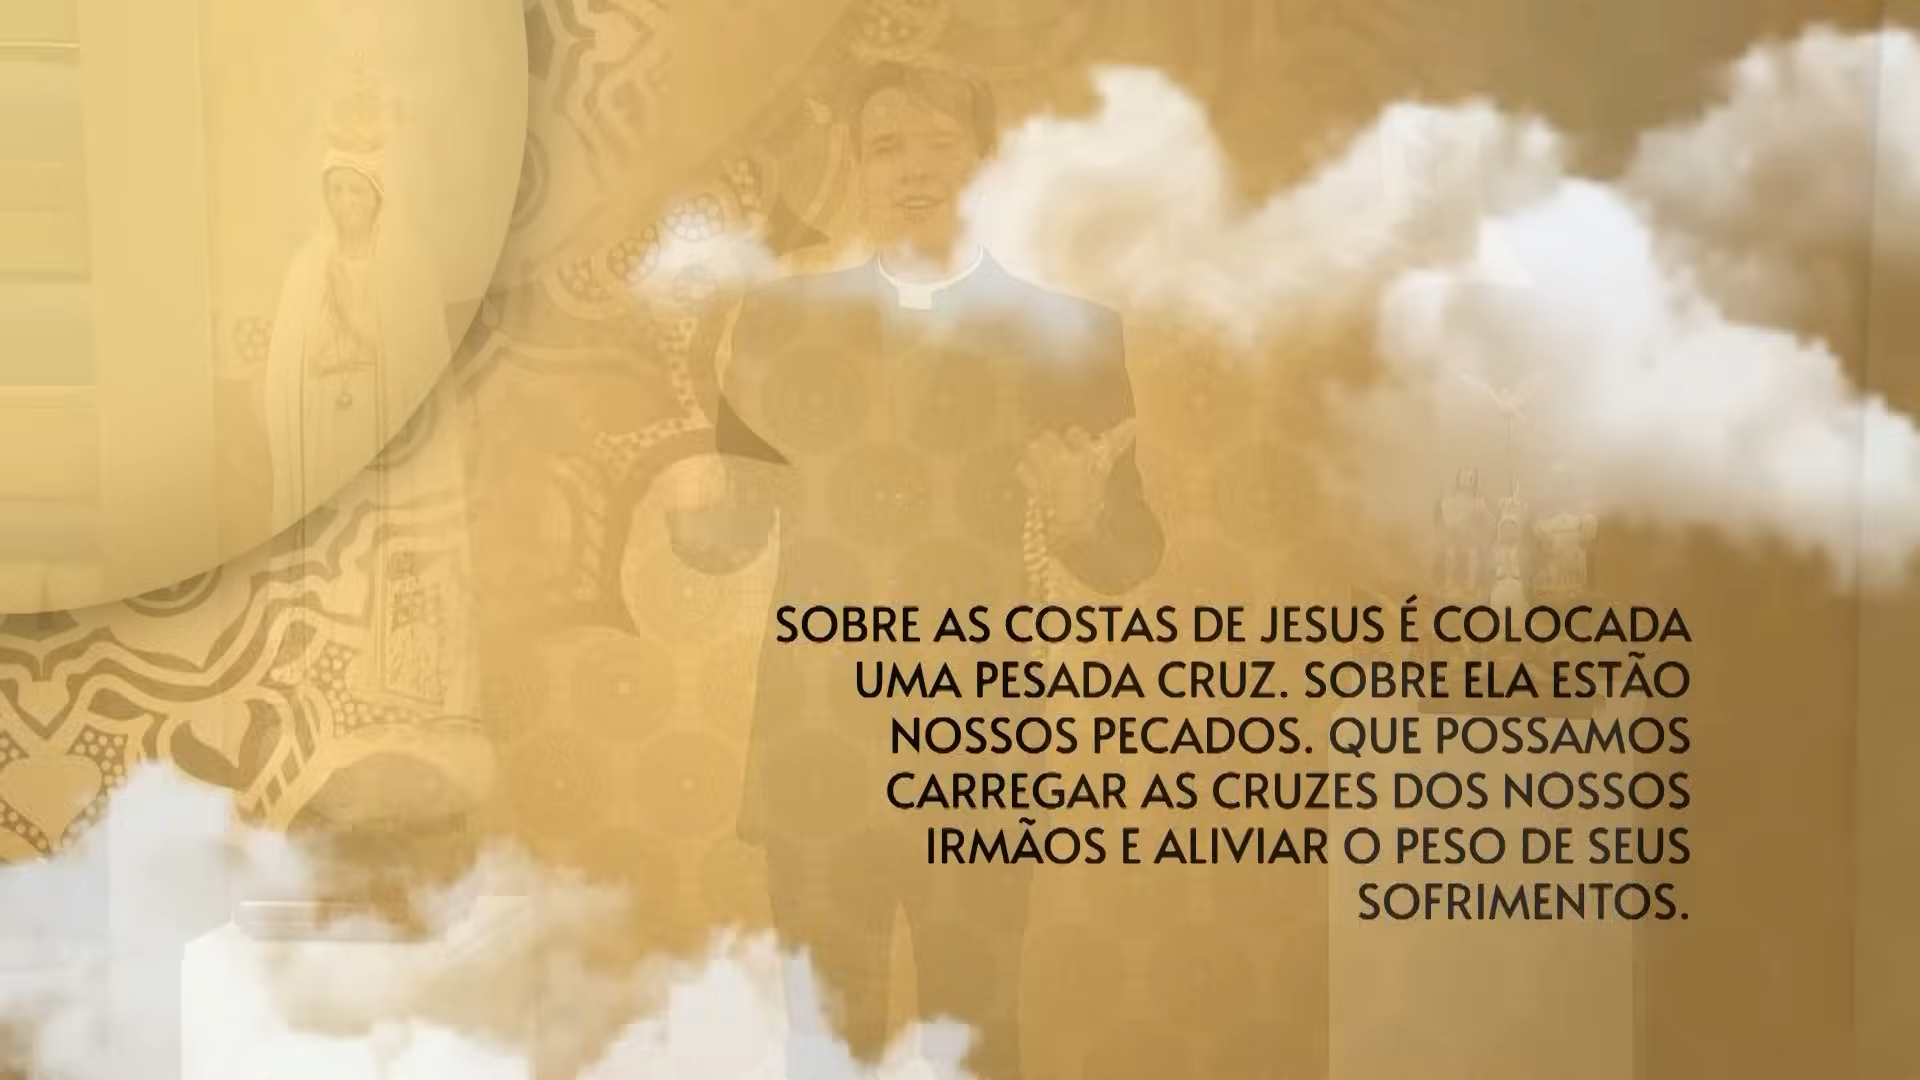 SOBRE AS COSTAS DE JESUS É COLOCADA
UMA PESADA CRUZ. SOBRE ELA ESTÃO
NOSSOS PECADOS. QUE POSSAMOS
CARREGAR AS CRUZES DOS NOSSOS
IRMÃOS E ALIVIAR O PESO DE SEUS
SOFRIMENTOS.